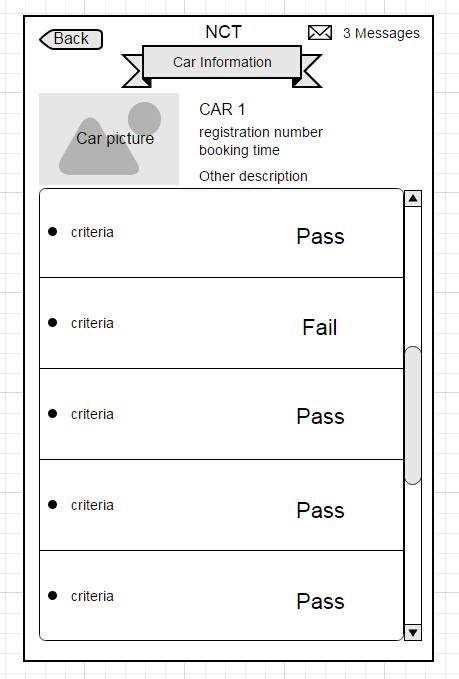 Back
NCT
3 Messages
Car Information
Car picture
CAR 1
registration number
booking time
Other description
criteria
Pass
criteria
Fail
criteria
Pass
criteria
Pass
criteria
Pass